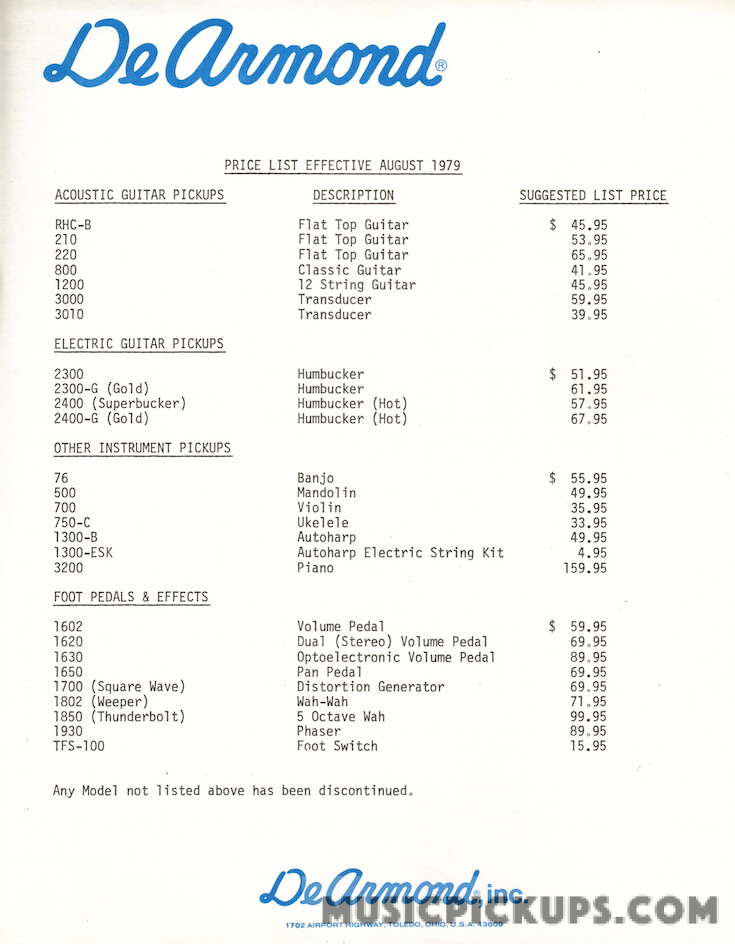 DeArmond®
PRICE LIST EFFECTIVE AUGUST 1979
ACOUSTIC GUITAR PICKUPS DESCRIPTION SUGGESTED LIST PRICE
RHC-B Flat Top Guitar $ 45.95
210 Flat Top Guitar 53.95
220 Flat Top Guitar 65.95
800 Classic Guitar 41.95
1200 12 String Guitar 45.95
3000 Transducer 59.95
3010 Transducer 39.95
ELECTRIC GUITAR PICKUPS
2300 Humbucker $ 51.95
2300-G (Gold) Humbucker 61.95
2400 (Superbucker) Humbucker (Hot) 57.95
2400-G (Gold) Humbucker (Hot) 67.95
OTHER INSTRUMENT PICKUPS
76 Banjo $ 55.95
500 Mandolin 49.95
700 Violin 35.95
750-C Ukelele 33.95
1300-B Autoharp 49.95
1300-ESK Autoharp Electric String Kit 4.95
3200 Piano 159.95
FOOT PEDALS & EFFECTS
1602 Volume Pedal $ 59.95
1620 Dual (Stereo) Volume Pedal 69.95
1630 Optoelectronic Volume Pedal 89.95
1650 Pan Pedal 69.95
1700 (Square Wave) Distortion Generator 69.95
1802 (Weeper) Wah-Wah 71.95
1850 (Thunderbolt) 5 Octave Wah 99.95
1930 Phaser 89.95
TFS-100 Foot Switch 15.95
Any Model not listed above has been discontinued.
DeArmond, inc.
MUSICPICKUPS.COM
1702 AIRPORT HIGHWAY, TOLEDO, OHIO, U.S.A. 43609